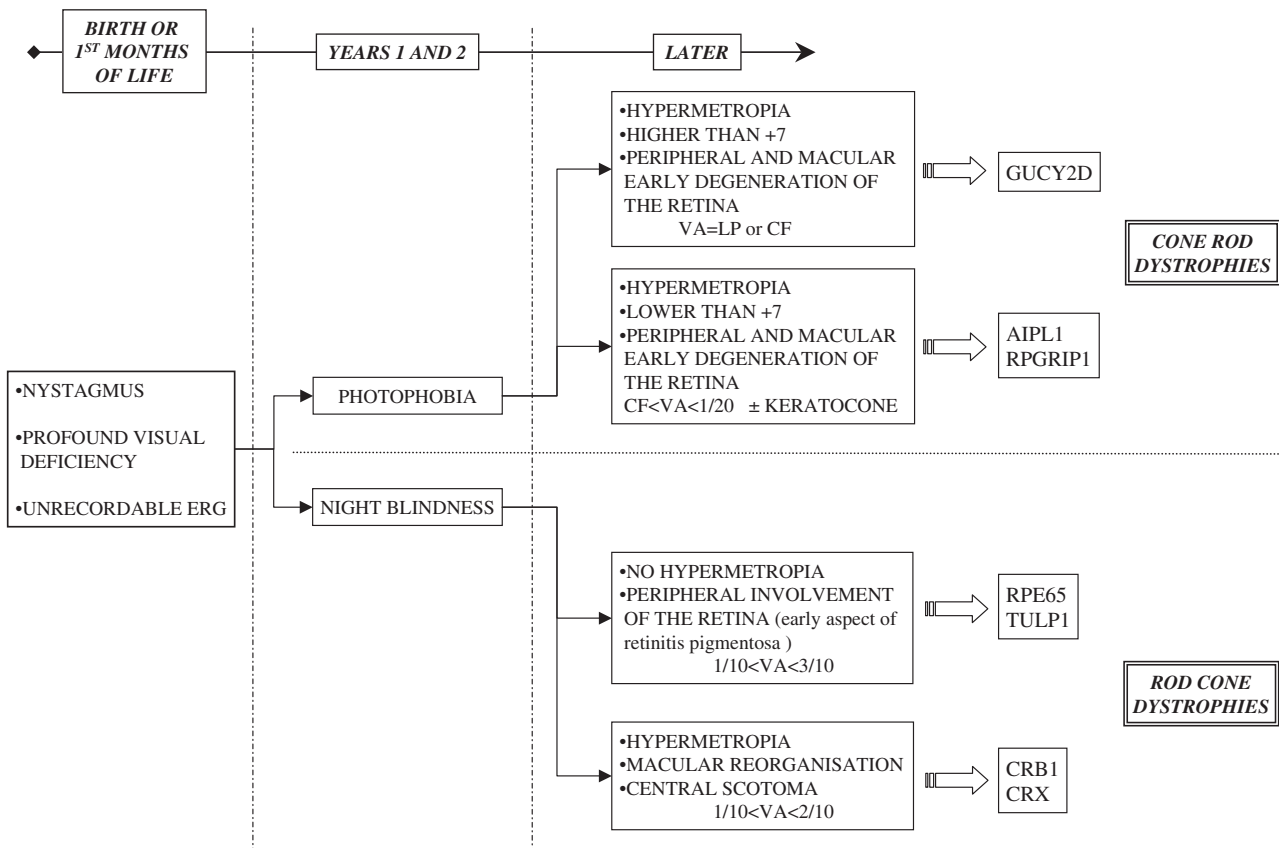 BIRTH OR
1ST MONTHS
OF LIFE
YEARS 1 AND 2
LATER
•NYSTAGMUS
•PROFOUND VISUAL
DEFICIENCY
•UNRECORDABLE ERG
PHOTOPHOBIA
NIGHT BLINDNESS
•HYPERMETROPIA
•HIGHER THAN +7
•PERIPHERAL AND MACULAR
EARLY DEGENERATION OF
THE RETINA
VA=LP or CF
GUCY2D
•HYPERMETROPIA
•LOWER THAN +7
•PERIPHERAL AND MACULAR
EARLY DEGENERATION OF
THE RETINA
CF<VA<1/20 ± KERATOCONE
AIPL1
RPGRIP1
CONE ROD
DYSTROPHIES
•NO HYPERMETROPIA
•PERIPHERAL INVOLVEMENT
OF THE RETINA (early aspect of
retinitis pigmentosa )
1/10<VA<3/10
RPE65
TULP1
•HYPERMETROPIA
•MACULAR REORGANISATION
•CENTRAL SCOTOMA
1/10<VA<2/10
CRB1
CRX
ROD CONE
DYSTROPHIES